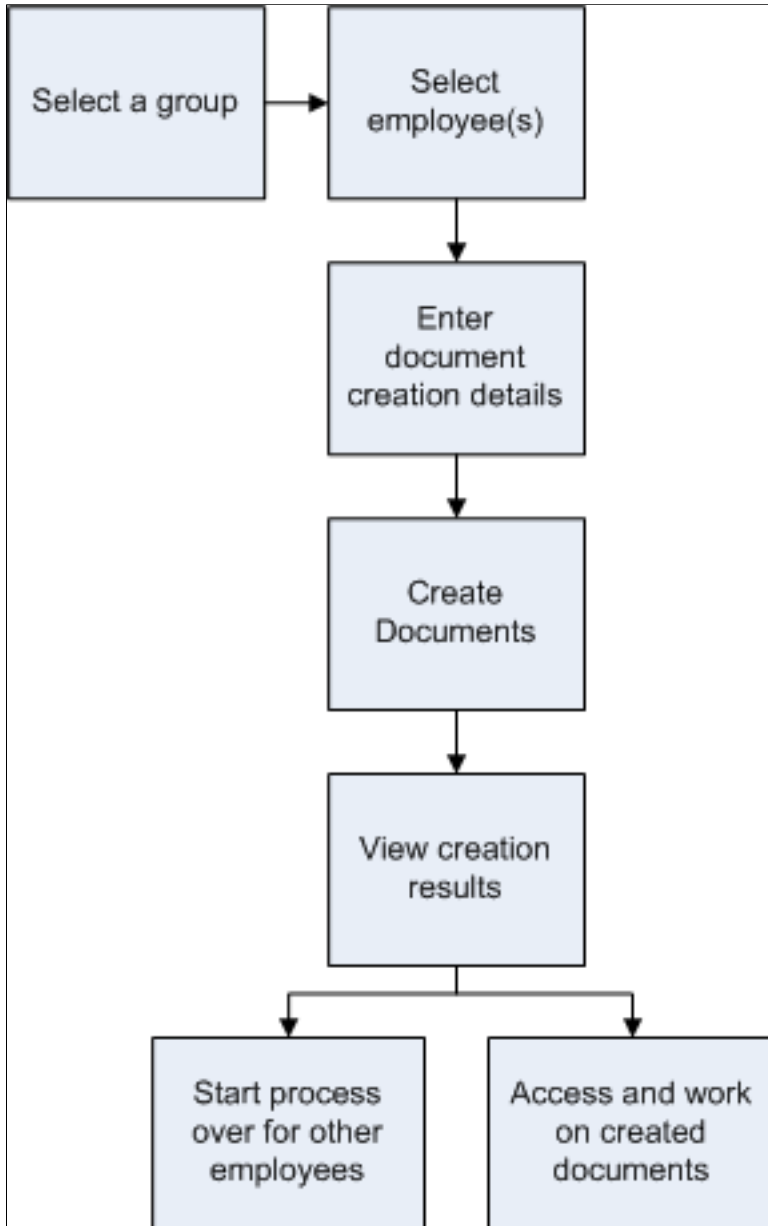 Select a group
Select
employee(s)
Enter
document
creation details
Create
Documents
View creation
results
Start process
over for other
employees
Access and work
on created
documents